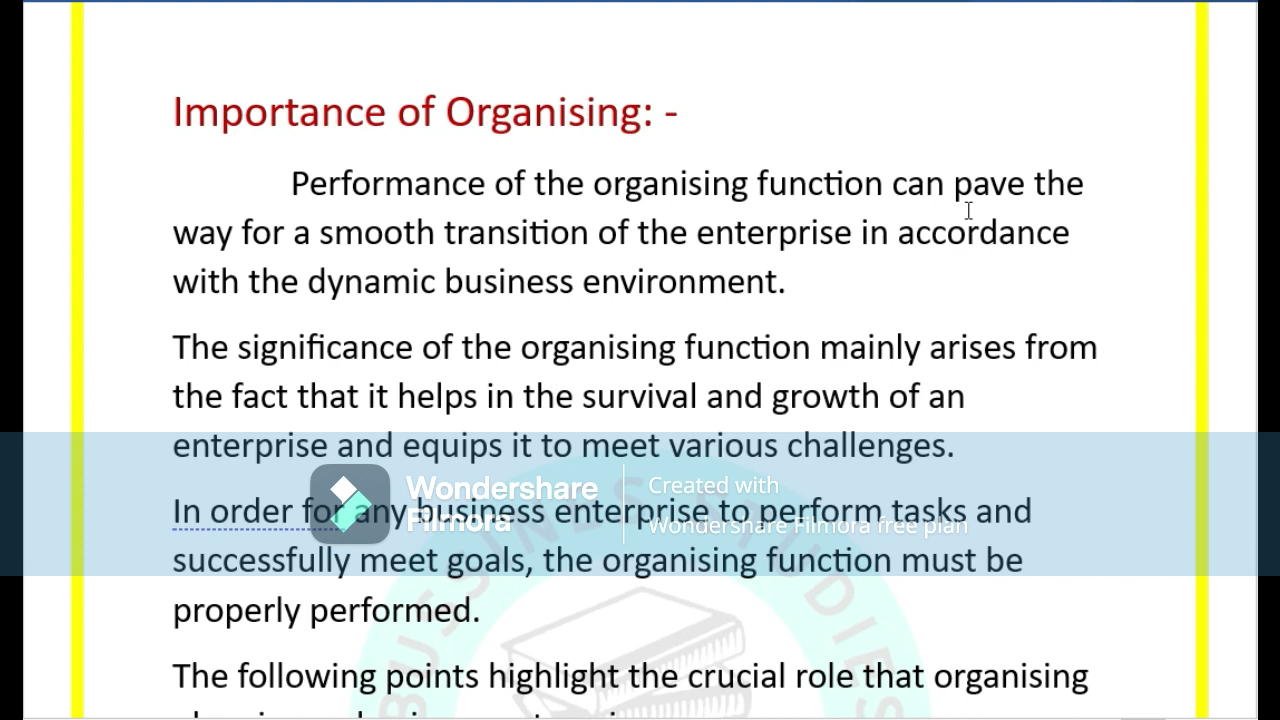 Importance of Organising: -
Performance of the organising function can pave the
way for a smooth transition of the enterprise in accordance
with the dynamic business environment.
The significance of the organising function mainly arises from
the fact that it helps in the survival and growth of an
enterprise and equips it to meet various challenges.
Wondershare
Filmora
Created with
Wondershare Filmora free plan
In order for any business enterprise to perform tasks and
successfully meet goals, the organising function must be
properly performed.
The following points highlight the crucial role that organising